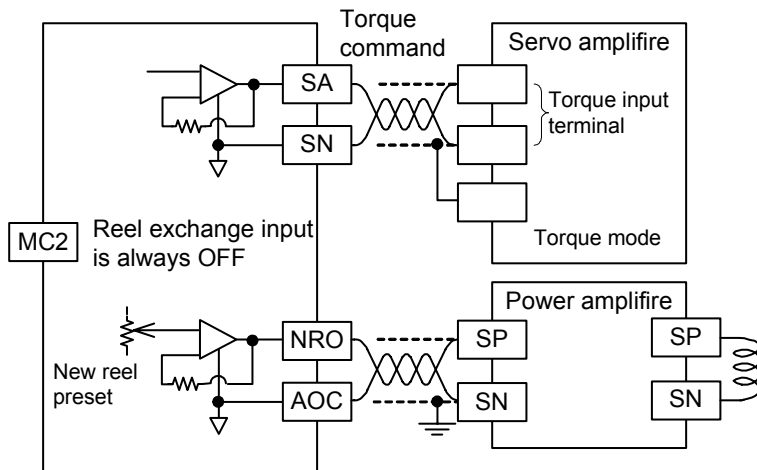 Torque
command
Servo amplifire
SA
SN
Torque input
terminal
MC2
Reel exchange input
is always OFF
Torque mode
Power amplifire
NRO
SP
SP
New reel
preset
AOC
SN
SN